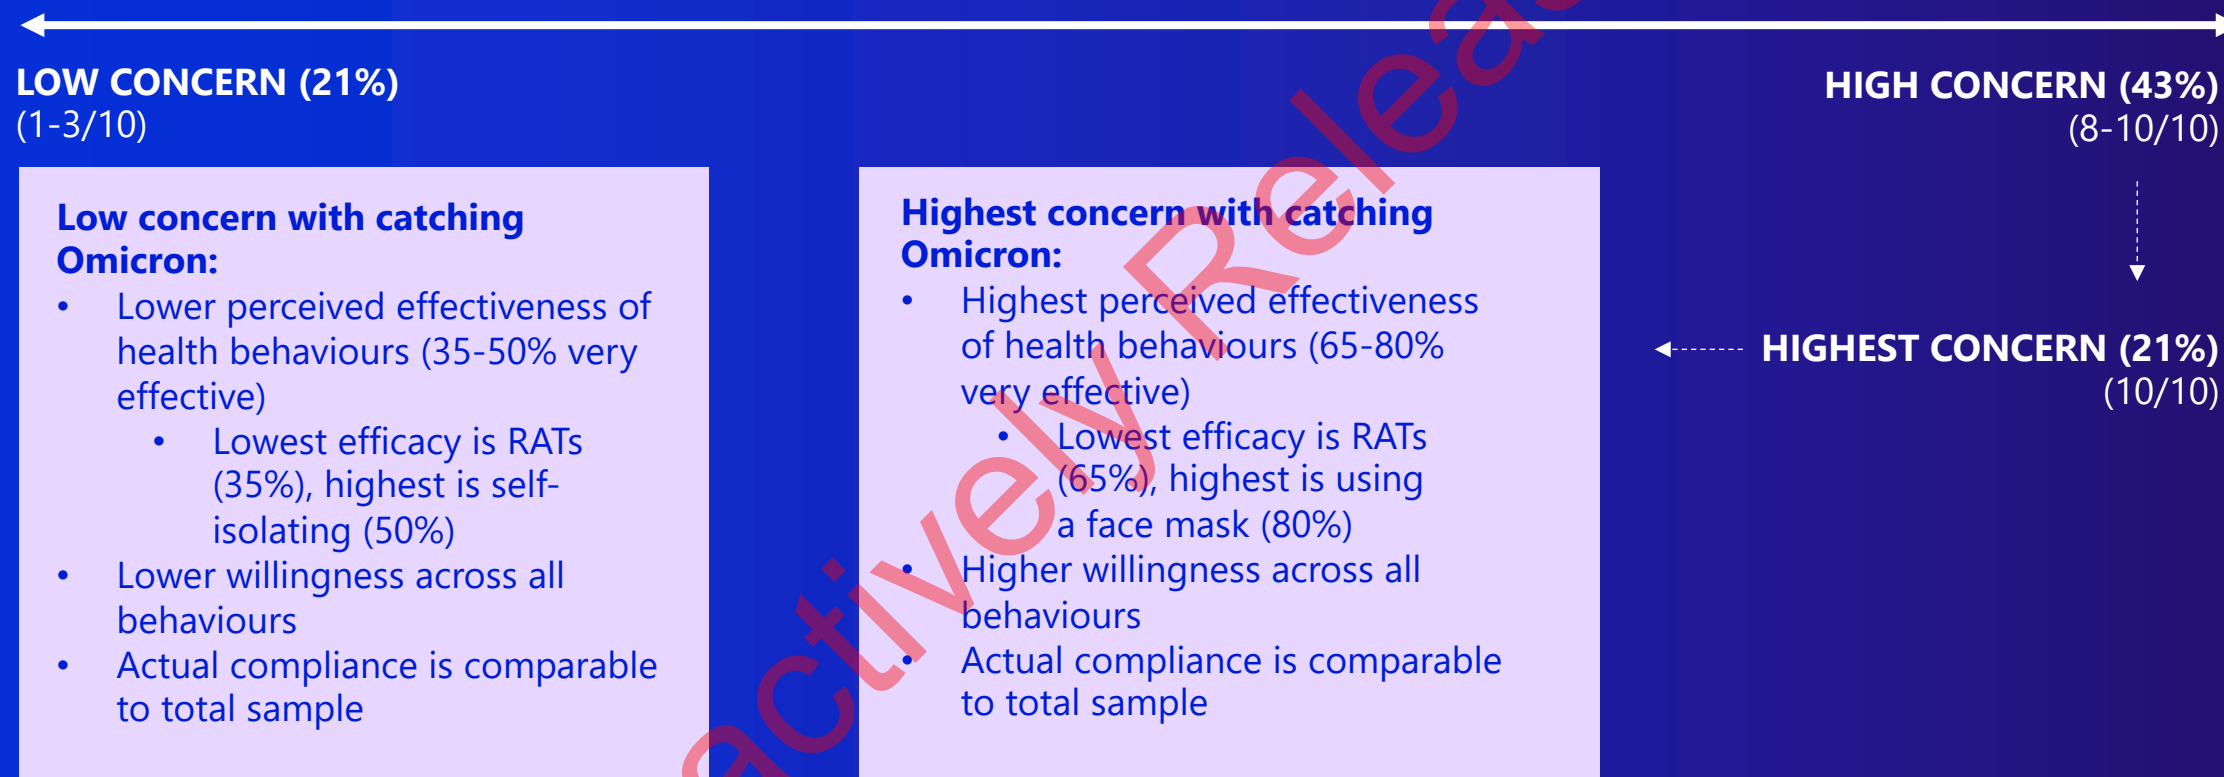 LOW CONCERN (21%)
(1-3/10)
HIGH CONCERN (43%)
(8-10/10)
Low concern with catching
Omicron:
• Lower perceived effectiveness of
health behaviours (35-50% very
effective)
• Lowest efficacy is RATs
(35%), highest is self-
isolating (50%)
• Lower willingness across all
behaviours
• Actual compliance is comparable
to total sample
Highest concern with catching
Omicron:
• Highest perceived effectiveness
of health behaviours (65-80%
very effective)
• Lowest efficacy is RATs
(65%), highest is using
a face mask (80%)
• Higher willingness across all
behaviours
• Actual compliance is comparable
to total sample
HIGHEST CONCERN (21%)
(10/10)